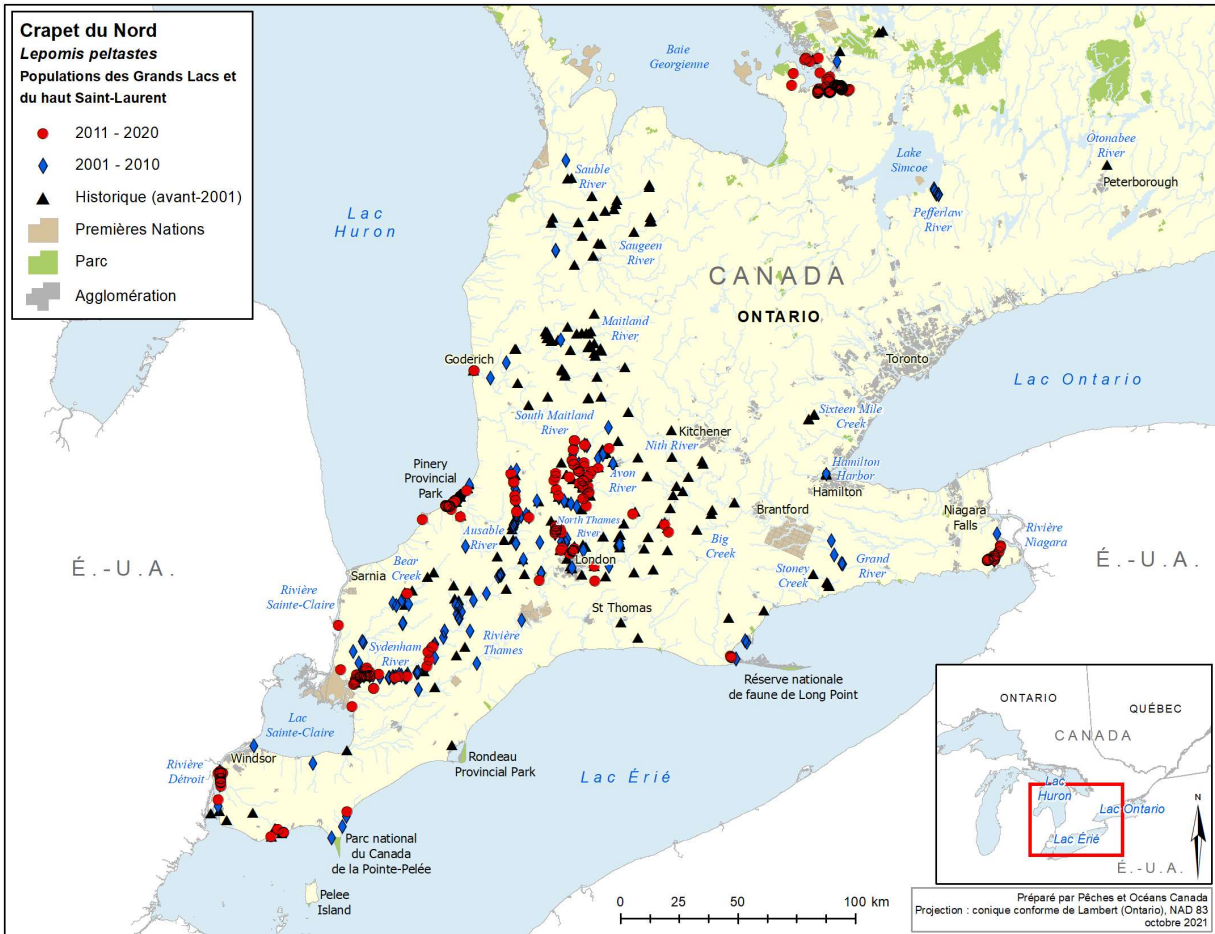 Crapet du Nord
Lepomis peltastes
Populations des Grands Lacs et
du haut Saint-Laurent
2011 - 2020
2001 - 2010
Historique (avant-2001)
Premières Nations
Parc
Agglomération
Baie
Georgienne
Lac
Huron
Sauble
River
Saugeen
River
Lake
Simcoe
Pefferlaw
River
Otonabee
River
Peterborough
CANADA
ONTARIO
Maitland
River
Goderich
Toronto
Lac Ontario
South Maitland
River
Kitchener
Nith River
Sixteen Mile
Creek
Avon
River
Hamilton
Harbor
Hamilton
Pinery
Provincial
Park
Ausable
River
North Thames
River
London
Big
Creek
Brantford
Niagara
Falls
Rivière
Niagara
É.-U.A.
É.-U.A.
Bear
Creek
Sarnia
Rivière
Sainte-Claire
Stoney
Creek
Grand
River
St Thomas
Rivière
Thames
Sydenham
River
Réserve nationale
de faune de Long Point
Lac
Sainte-Claire
Windsor
Rivière
Détroit
Rondeau
Provincial Park
Lac Érié
Parc national
du Canada
de la Pointe-Pelée
Pelee
Island
0 25 50 100 km
ONTARIO
QUÉBEC
CANADA
Lac
Huron
Lac Ontario
Lac Érié
É.-U.A.
N
Préparé par Pêches et Océans Canada
Projection : conique conforme de Lambert (Ontario), NAD 83
octobre 2021